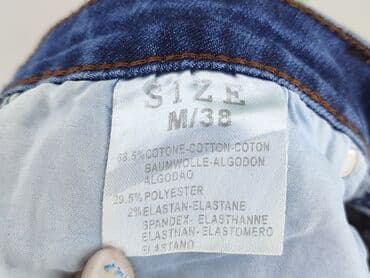 SIZE
M/38
68.5% COTONE-COTTON-COTON
BAUMWOLLE-ALGODON
ALGODAO
29.5% POLYESTER
2% ELASTAN-ELASTANE
SPANDEX- ELASTHANNE
ELASTHAN-ELASTOMERO
ELASTANO